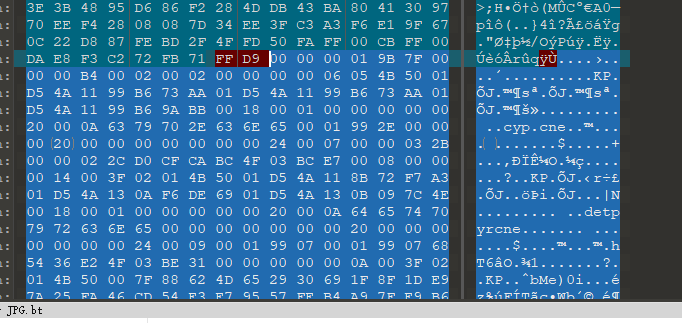 3E 3B 48 95 D6 86 F2 28 4D DB 43 BA 80 41 30 97 >;H•Ö†ò(MÛCº€A0—
70 EE F4 28 08 08 7D 34 EE 3F C3 A3 F6 E1 9F 67 pîô(..}4î?Ã£öáŸg
0C 22 D8 87 FE BD 2F 4F FD 50 FA FF 00 CB FF 00 ."Ø‡þ½/OýPúÿ.Ëÿ.
DA E8 F3 C2 72 FB 71 FF D9 00 00 00 01 9B 7F 00 ÚèóÂrûqÿÙ....›..
00 00 B4 00 02 00 02 00 00 00 00 06 05 4B 50 01 ..´..........KP.
D5 4A 11 99 B6 73 AA 01 D5 4A 11 99 B6 73 AA 01 ÕJ.™¶sª.ÕJ.™¶sª.
D5 4A 11 99 B6 9A BB 00 18 00 01 00 00 00 00 00 ÕJ.™¶š».........
20 00 0A 63 79 70 2E 63 6E 65 00 01 99 2E 00 00 ..cyp.cne..™...
00 20 00 00 00 00 00 00 00 24 00 07 00 00 03 2B . .......$.....+
00 00 02 2C D0 CF CA BC 4F 03 BC E7 00 08 00 00 ...,ÐÏÊ¼O.¼ç....
00 14 00 3F 02 01 4B 50 01 D5 4A 11 8B 72 F7 A3 ...?..KP.ÕJ.‹r÷£
01 D5 4A 13 0A F6 DE 69 01 D5 4A 13 0B 09 7C 4E .ÕJ..öÞi.ÕJ...|N
00 18 00 01 00 00 00 00 00 20 00 0A 64 65 74 70 ......... ..detp
79 72 63 6E 65 00 00 00 00 00 00 00 20 00 00 00 yrcne....... ...
00 00 00 00 24 00 09 00 01 99 07 00 01 99 07 68 ....$....™...™.h
54 36 E2 4F 03 BE 31 00 00 00 00 00 0A 00 3F 02 T6âO.¾1.......?.
01 4B 50 00 7F 88 62 4D 65 29 30 69 1F 8F 1D E9 .KP..ˆbMe)0i...é
JPG.bt